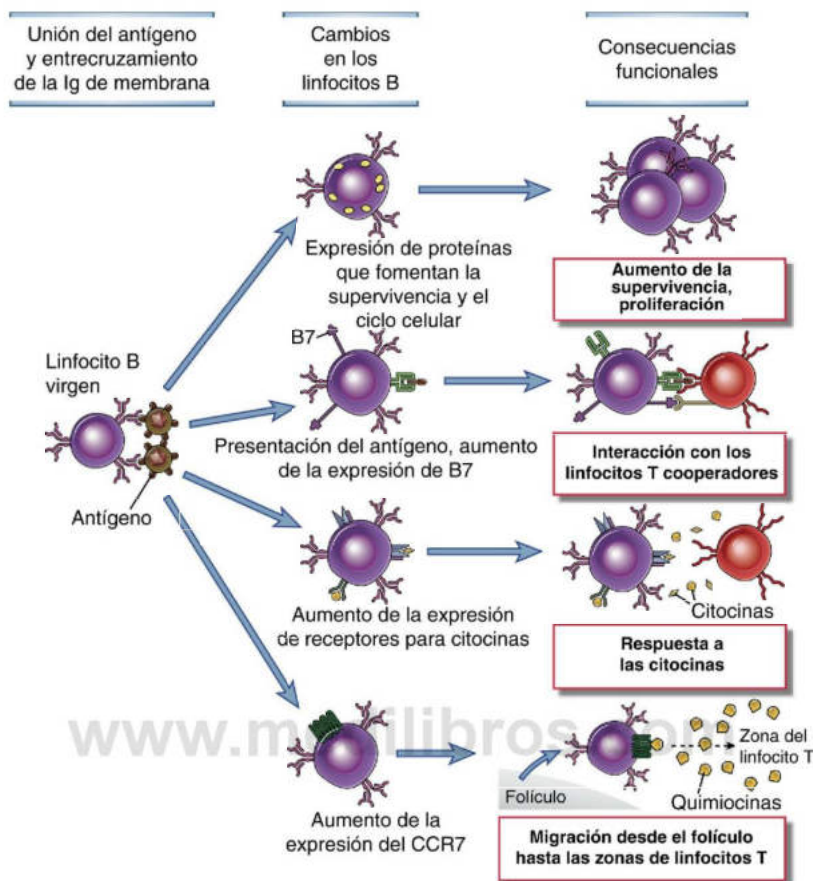 Unión del antígeno
y entrecruzamiento
de la Ig de membrana
Cambios
en los
linfocitos B
Consecuencias
funcionales
Expresión de proteínas
que fomentan la
supervivencia y el
ciclo celular
Aumento de la
supervivencia,
proliferación
Linfocito B
virgen
Antígeno
B7
Presentación del antígeno, aumento
de la expresión de B7
Interacción con los
linfocitos T cooperadores
Aumento de la expresión
de receptores para citocinas
Citocinas
Respuesta a
las citocinas
Aumento de la
expresión del CCR7
Folículo
Zona del
linfocito T
Quimiocinas
Migración desde el folículo
hasta las zonas de linfocitos T